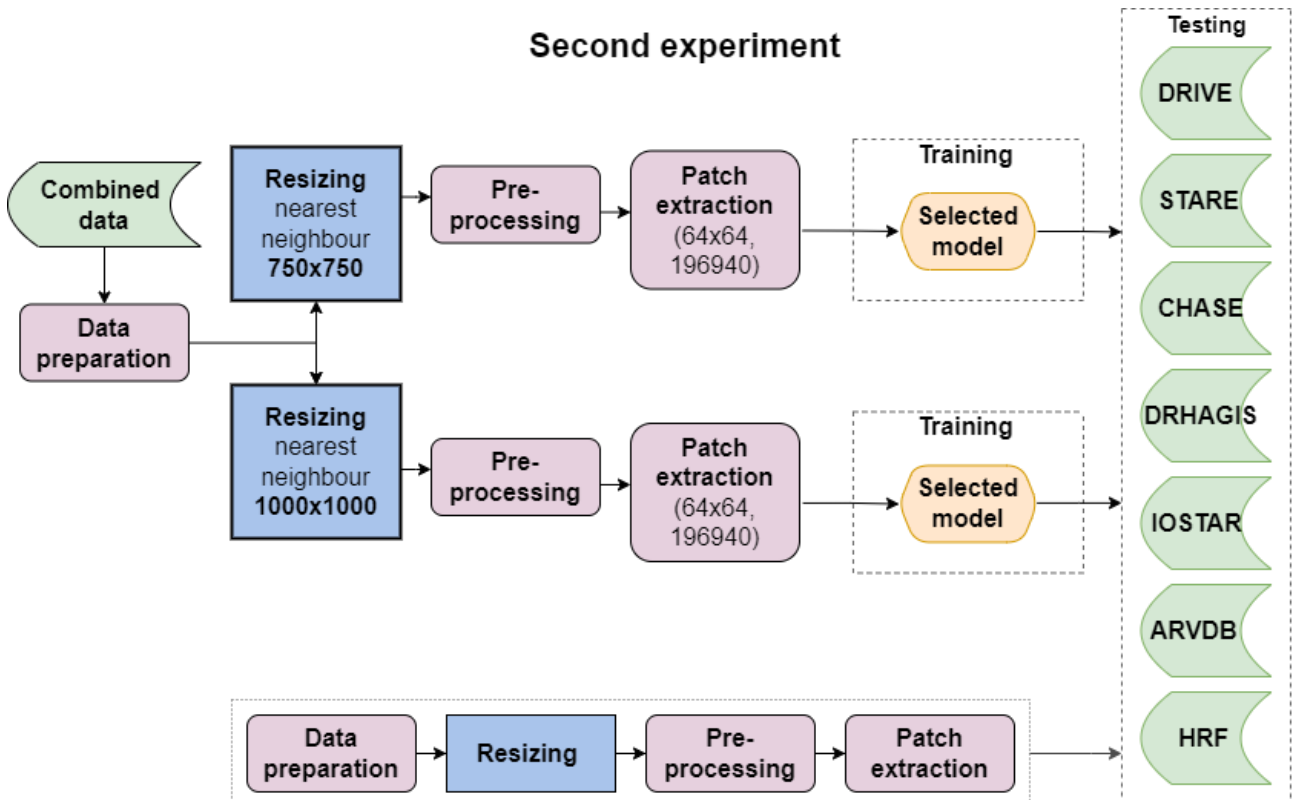 Second experiment
Combined
data
Data
preparation
Resizing
nearest
neighbour
750x750
Pre-
processing
Patch
extraction
(64x64,
196940)
Training
Selected
model
Resizing
nearest
neighbour
1000x1000
Pre-
processing
Patch
extraction
(64x64,
196940)
Training
Selected
model
Data
preparation
Resizing
Pre-
processing
Patch
extraction
Testing
DRIVE
STARE
CHASE
DRHAGIS
IOSTAR
ARVDB
HRF